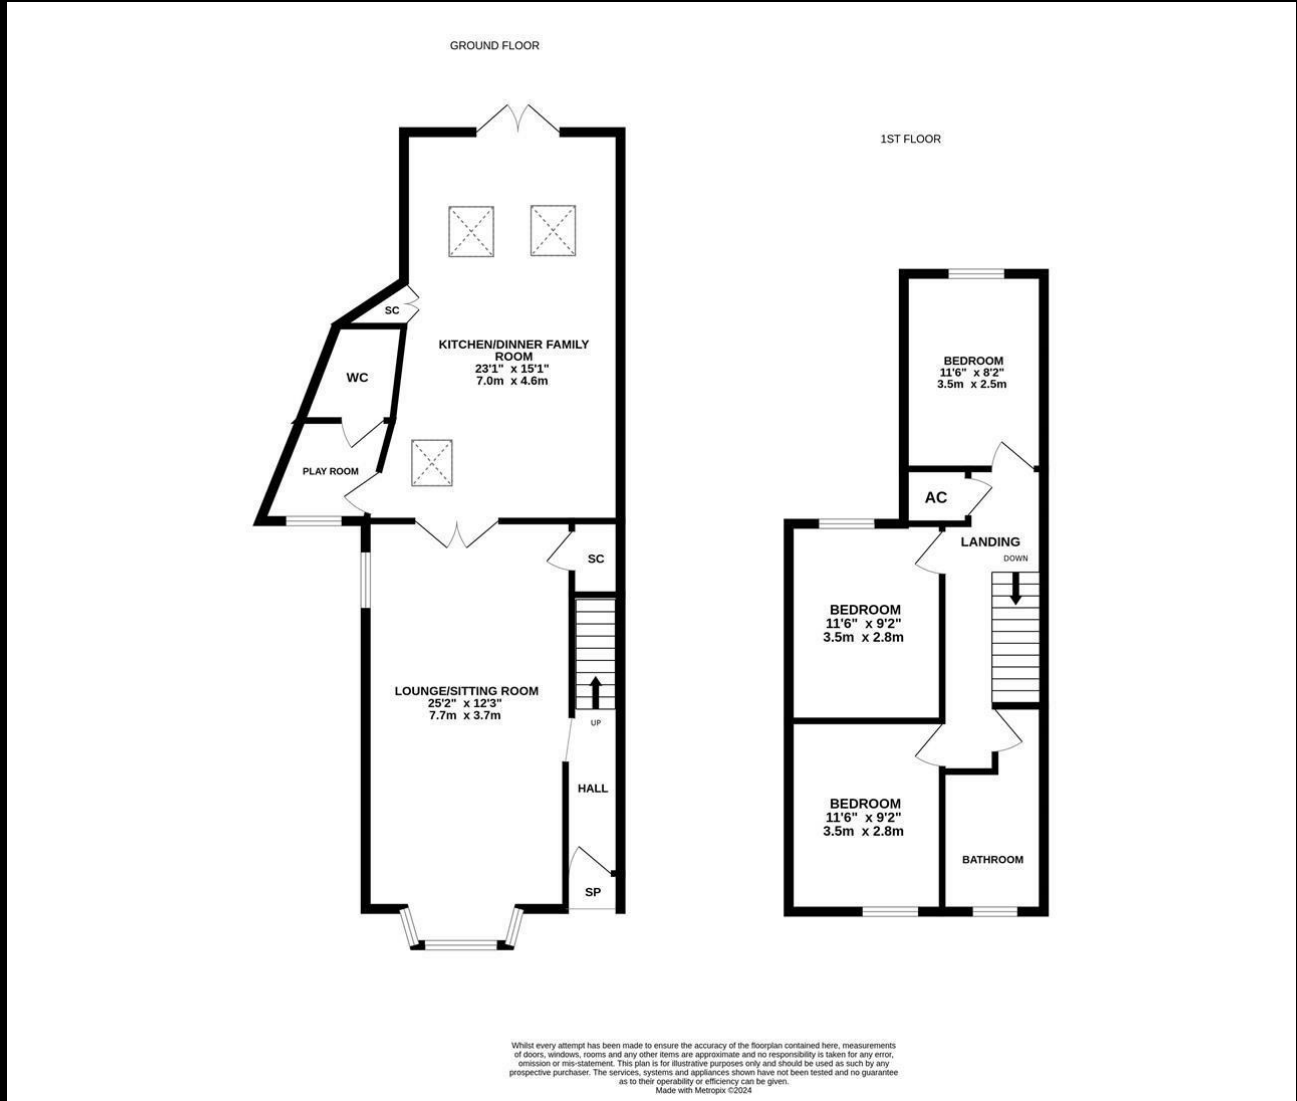 GROUND FLOOR
SC
KITCHEN/DINNER FAMILY
ROOM
23'1" x 15'1"
7.0m x 4.6m
WC
PLAY ROOM
SC
LOUNGE/SITTING ROOM
25'2" x 12'3"
7.7m x 3.7m
UP
HALL
SP
1ST FLOOR
BEDROOM
11'6" x 8'2"
3.5m x 2.5m
AC
LANDING
DOWN
BEDROOM
11'6" x 9'2"
3.5m x 2.8m
BEDROOM
11'6" x 9'2"
3.5m x 2.8m
BATHROOM
Whilst every attempt has been made to ensure the accuracy of the floorplan contained here, measurements
of doors, windows, rooms and any other items are approximate and no responsibility is taken for any error,
omission or mis-statement. This plan is for illustrative purposes only and should be used as such by any
prospective purchaser. The services, systems and appliances shown have not been tested and no guarantee
as to their operability or efficiency can be given.
Made with Metropix ©2024